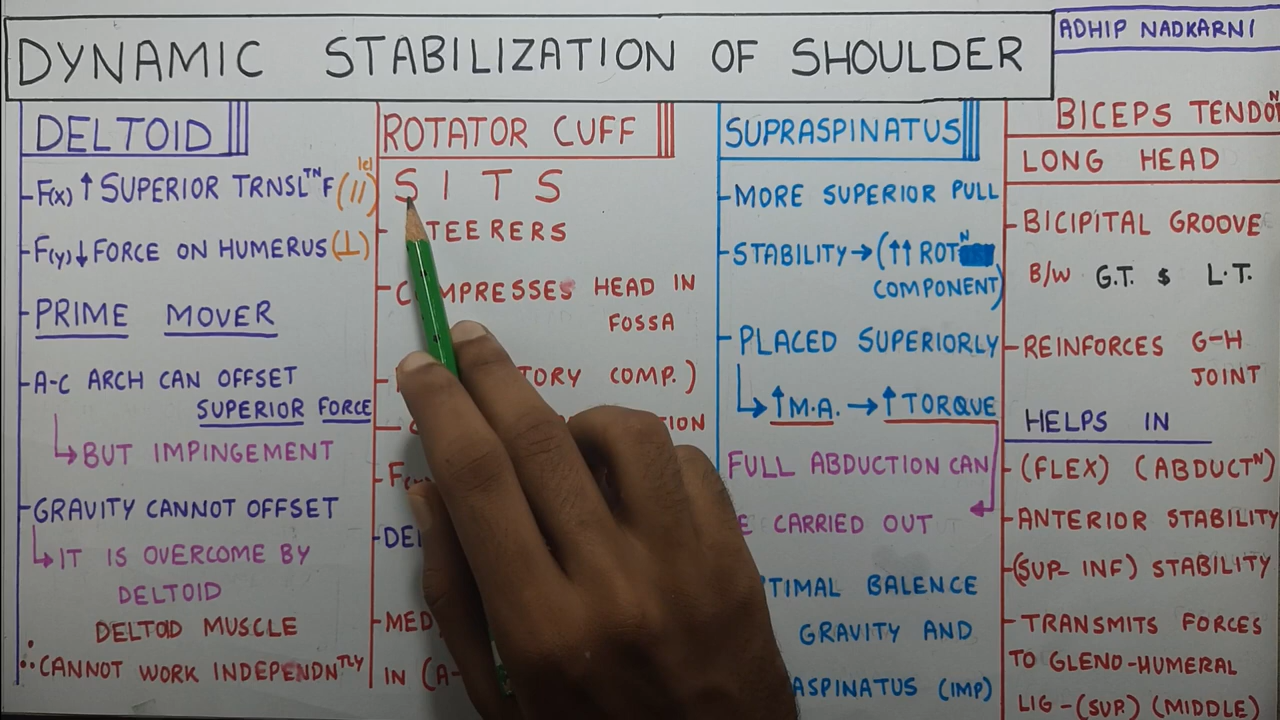 DYNAMIC STABILIZATION OF SHOULDER
ADHIP NADKARNI
DELTOID
F(x) ↑ SUPERIOR TRNSLᵀᴺ F (//ˡᵉˡ)
F(y) ↓ FORCE ON HUMERUS (⊥)
PRIME MOVER
A-C ARCH CAN OFFSET
SUPERIOR FORCE
↳ BUT IMPINGEMENT
GRAVITY CANNOT OFFSET
↳ IT IS OVERCOME BY
DELTOID
DELTOID MUSCLE
∴ CANNOT WORK INDEPENDNᵀᴸʸ
ROTATOR CUFF
S I T S
TEERERS
COMPRESSES HEAD IN
FOSSA
TORY COMP.)
ION
DEL
MED
IN (A-
SUPRASPINATUS
MORE SUPERIOR PULL
STABILITY → (↑↑ ROTᴺ
COMPONENT)
PLACED SUPERIORLY
↳ ↑ M.A. → ↑ TORQUE
FULL ABDUCTION CAN
E CARRIED OUT
TIMAL BALENCE
GRAVITY AND
ASPINATUS (IMP)
BICEPS TENDOᴺ
LONG HEAD
BICIPITAL GROOVE
B/W G.T. $ L.T.
REINFORCES G-H
JOINT
HELPS IN
(FLEX) (ABDUCTᴺ)
ANTERIOR STABILITY
(SUP- INF) STABILITY
TRANSMITS FORCES
TO GLENO-HUMERAL
LIG - (SUP.) (MIDDLE)